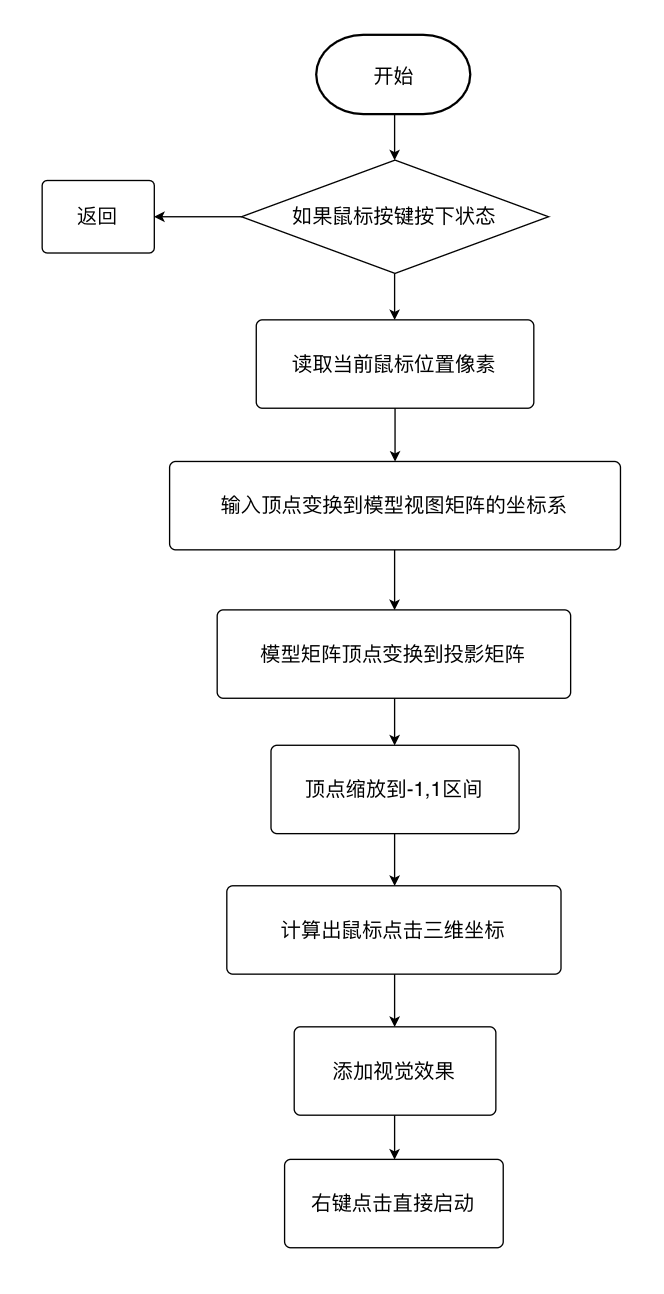 开始
如果鼠标按键按下状态
返回
读取当前鼠标位置像素
输入顶点变换到模型视图矩阵的坐标系
模型矩阵顶点变换到投影矩阵
顶点缩放到-1,1区间
计算出鼠标点击三维坐标
添加视觉效果
右键点击直接启动